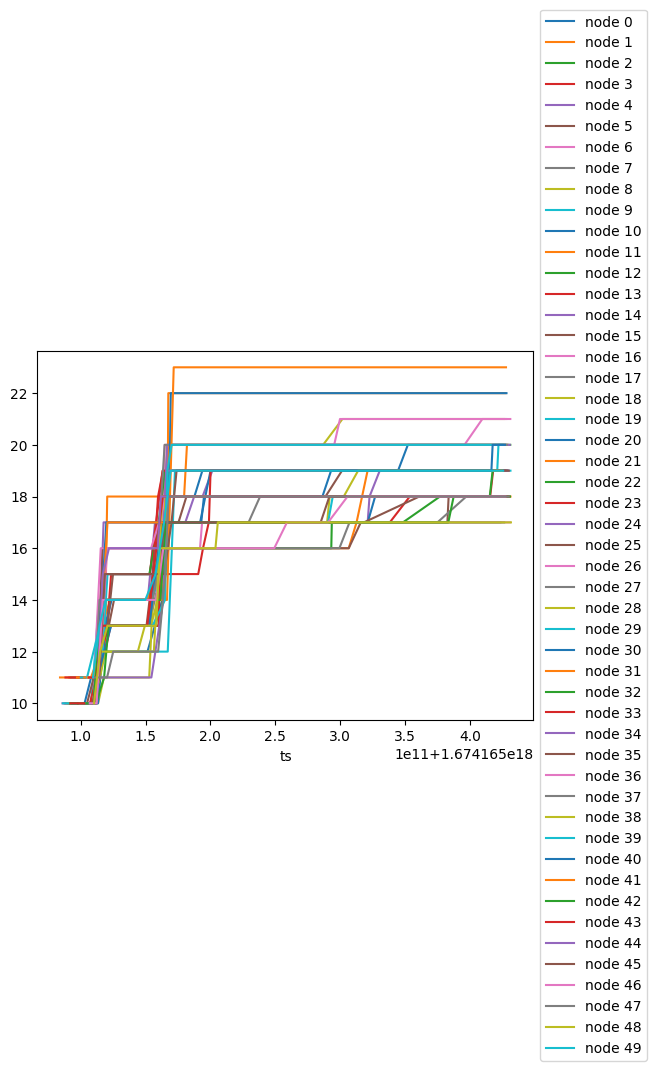 22
20
18
16
14
12
10
1.0 1.5 2.0 2.5 3.0 3.5 4.0
1e11+1.674165e18
ts
node 0
node 1
node 2
node 3
node 4
node 5
node 6
node 7
node 8
node 9
node 10
node 11
node 12
node 13
node 14
node 15
node 16
node 17
node 18
node 19
node 20
node 21
node 22
node 23
node 24
node 25
node 26
node 27
node 28
node 29
node 30
node 31
node 32
node 33
node 34
node 35
node 36
node 37
node 38
node 39
node 40
node 41
node 42
node 43
node 44
node 45
node 46
node 47
node 48
node 49